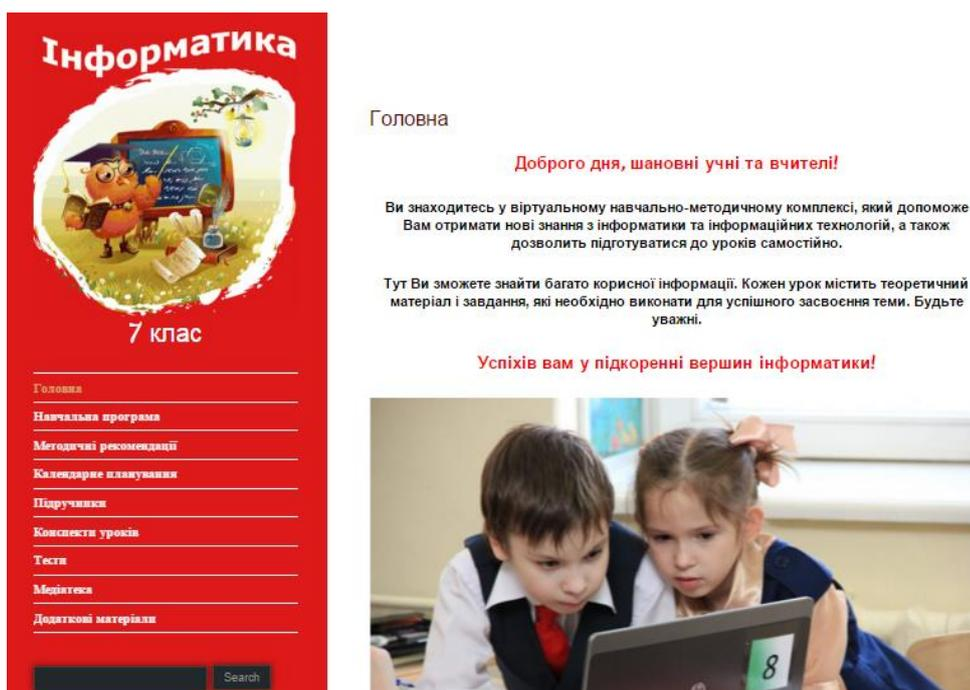 Інформатика
7 клас
Головна
Навчальна програма
Методичні рекомендації
Календарне планування
Підручники
Конспекти уроків
Тести
Медіатека
Додаткові матеріали
Search
Головна
Доброго дня, шановні учні та вчителі!
Ви знаходитесь у віртуальному навчально-методичному комплексі, який допоможе
Вам отримати нові знання з інформатики та інформаційних технологій, а також
дозволить підготуватися до уроків самостійно.
Тут Ви зможете знайти багато корисної інформації. Кожен урок містить теоретичний
матеріал і завдання, які необхідно виконати для успішного засвоєння теми. Будьте
уважні.
Успіхів вам у підкоренні вершин інформатики!
8